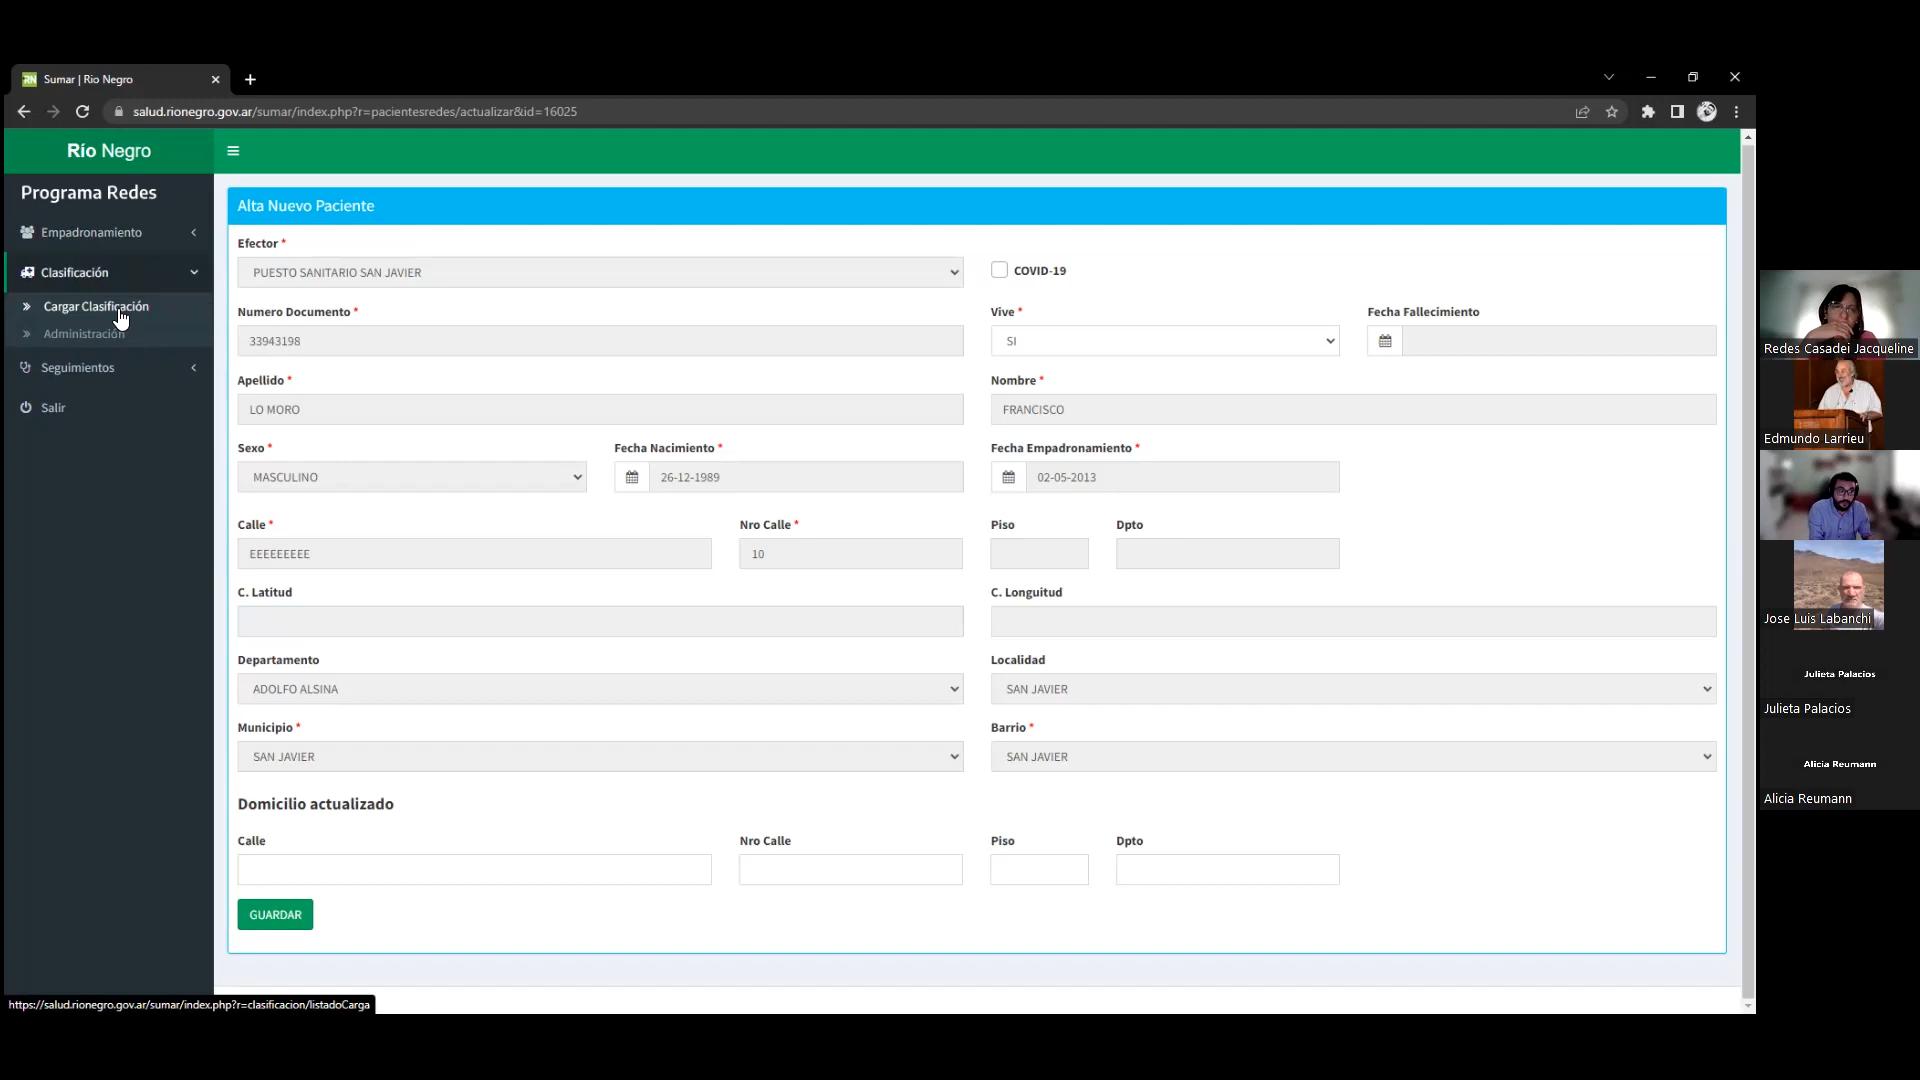 Sumar | Rio Negro
salud.rionegro.gov.ar/sumar/index.php?r=pacientesredes/actualizar&id=16025
Río Negro
Programa Redes
Empadronamiento
Clasificación
Cargar Clasificación
Administración
Seguimientos
Salir
Alta Nuevo Paciente
Efector *
PUESTO SANITARIO SAN JAVIER
COVID-19
Numero Documento *
Vive *
Fecha Fallecimiento
33943198
SI
Apellido *
Nombre *
LO MORO
FRANCISCO
Sexo *
Fecha Nacimiento *
Fecha Empadronamiento *
MASCULINO
26-12-1989
02-05-2013
Calle *
Nro Calle *
Piso
Dpto
EEEEEEEEE
10
C. Latitud
C. Longuitud
Departamento
Localidad
ADOLFO ALSINA
SAN JAVIER
Municipio *
Barrio *
SAN JAVIER
SAN JAVIER
Domicilio actualizado
Calle
Nro Calle
Piso
Dpto
GUARDAR
https://salud.rionegro.gov.ar/sumar/index.php?r=clasificacion/listadoCarga
Redes Casadei Jacqueline
Edmundo Larrieu
Jose Luis Labanchi
Julieta Palacios
Julieta Palacios
Alicia Reumann
Alicia Reumann